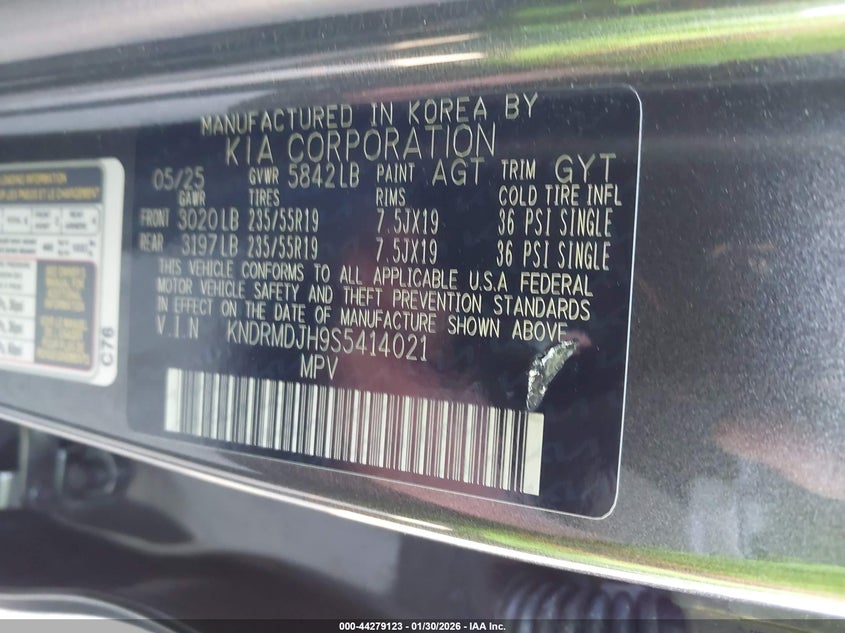 MANUFACTURED IN KOREA BY
KIA CORPORATION
05/25 GVWR 5842LB PAINT AGT TRIM GYT
GAWR TIRES RIMS COLD TIRE INFL
FRONT 3020LB 235/55R19 7.5JX19 36 PSI SINGLE
REAR 3197LB 235/55R19 7.5JX19 36 PSI SINGLE
THIS VEHICLE CONFORMS TO ALL APPLICABLE U.S.A FEDERAL
MOTOR VEHICLE SAFETY AND THEFT PREVENTION STANDARDS
IN EFFECT ON THE DATE OF MANUFACTURE SHOWN ABOVE
V.I.N KNDRMDJH9S5414021
MPV
LOADING INFORMATION
C76
000-44279123 - 01/30/2026 - IAA Inc.